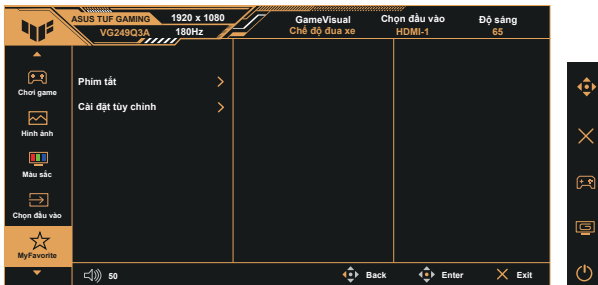 ASUS TUF GAMING 1920 x 1080
VG249Q3A 180Hz
GameVisual
Chế độ đua xe
Chọn đầu vào
HDMI-1
Độ sáng
65
Chơi game
Hình ảnh
Màu sắc
Chọn đầu vào
MyFavorite
Phím tắt
Cài đặt tùy chỉnh
50
Back
Enter
Exit